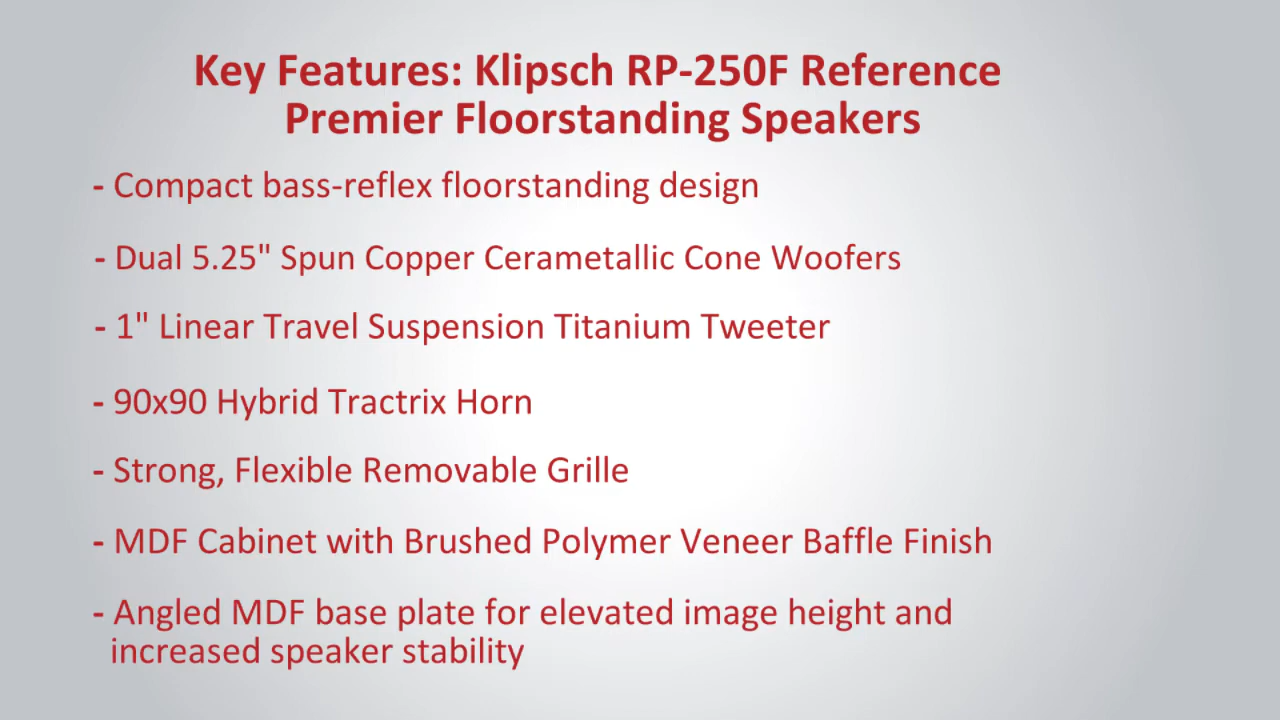 Key Features: Klipsch RP-250F Reference
Premier Floorstanding Speakers
- Compact bass-reflex floorstanding design
- Dual 5.25" Spun Copper Cerametallic Cone Woofers
- 1" Linear Travel Suspension Titanium Tweeter
- 90x90 Hybrid Tractrix Horn
- Strong, Flexible Removable Grille
- MDF Cabinet with Brushed Polymer Veneer Baffle Finish
- Angled MDF base plate for elevated image height and
increased speaker stability